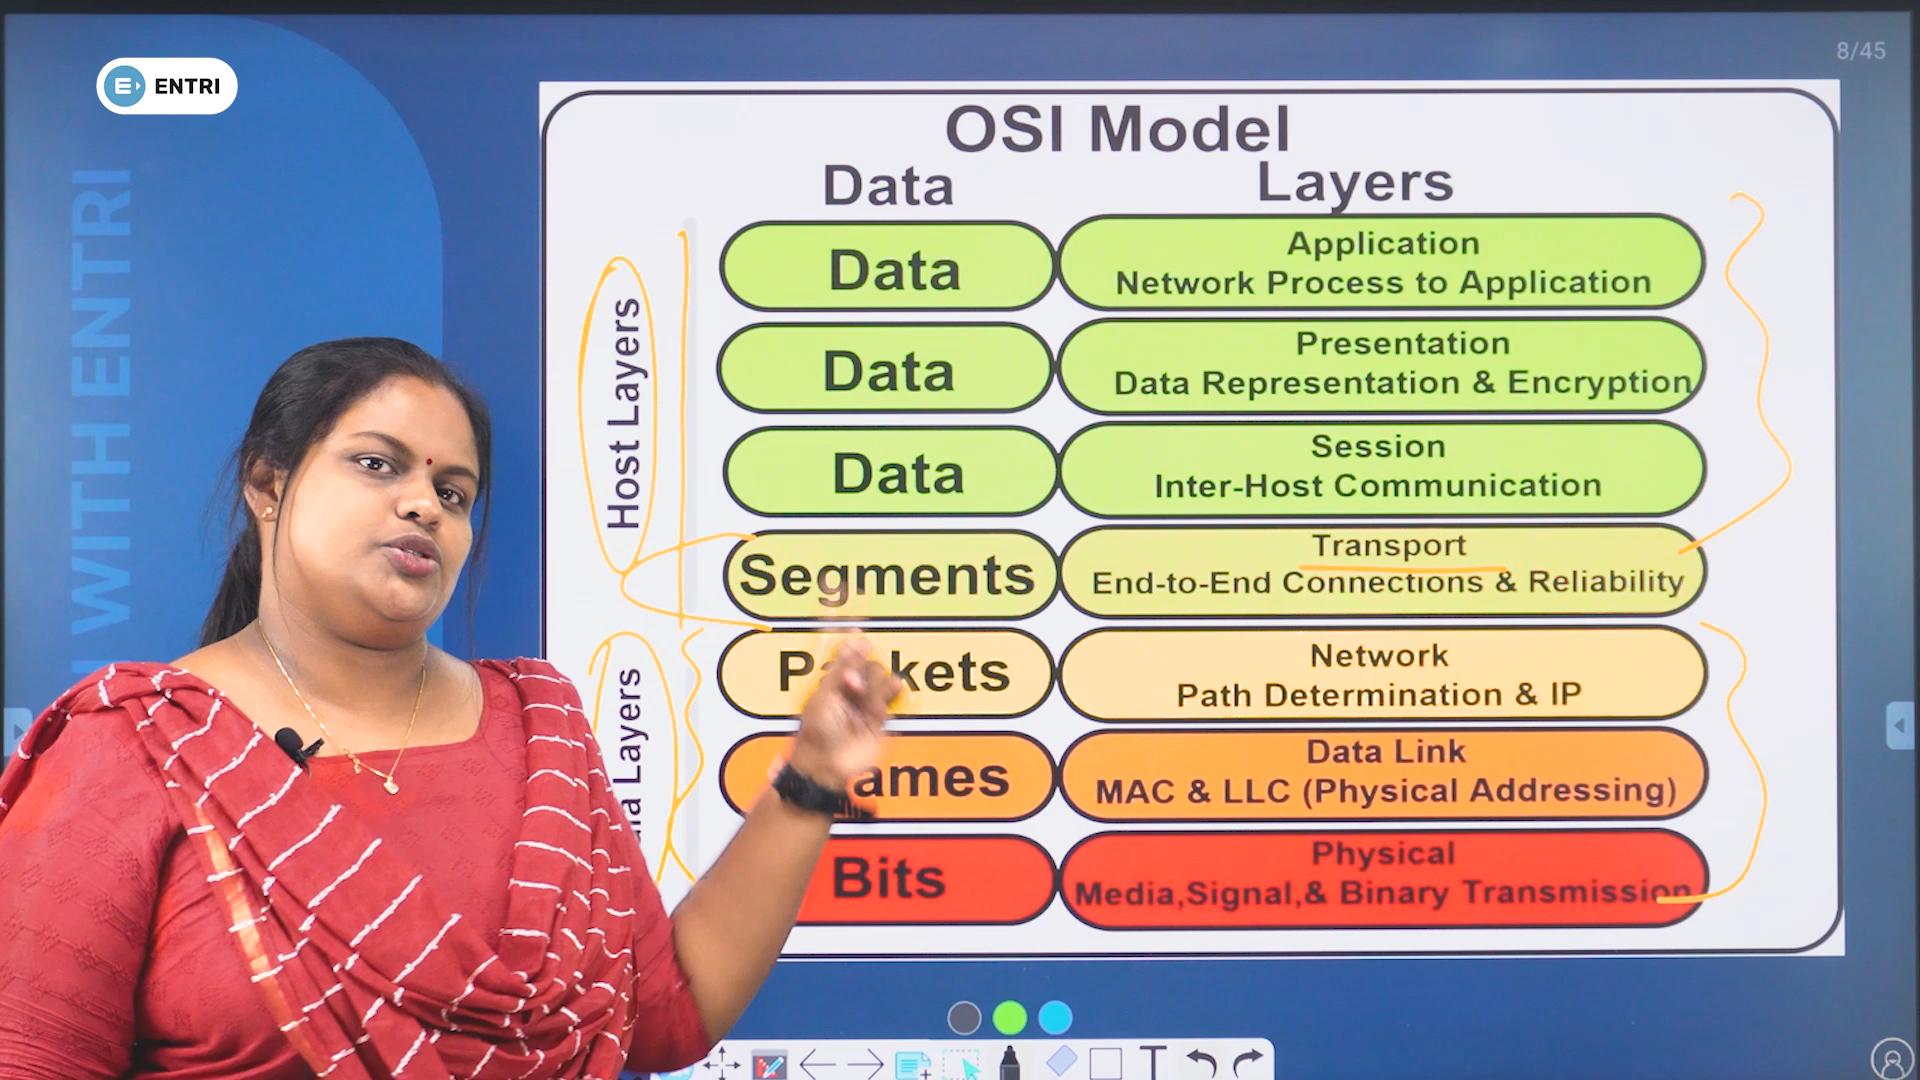 ENTRI
8/45
WITH ENTRI
OSI Model
Data
Layers
Host Layers
Data
Application
Network Process to Application
Data
Presentation
Data Representation & Encryption
Data
Session
Inter-Host Communication
Segments
Transport
End-to-End Connections & Reliability
Layers
Network
Path Determination & IP
Data Link
MAC & LLC (Physical Addressing)
Bits
Physical
Media,Signal,& Binary Transmission
T